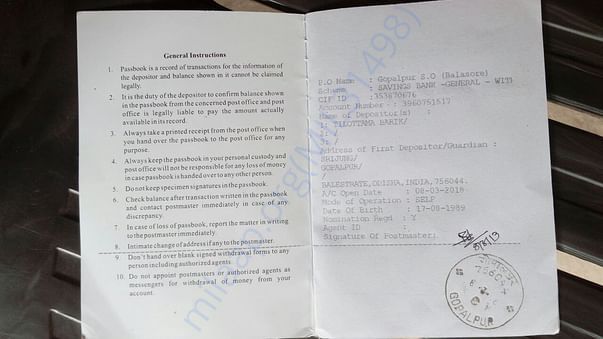 General Instructions
1. Passbook is a record of transactions for the information of
the depositor and balance shown in it cannot be claimed
legally.
2. It is the duty of the depositor to confirm balance shown
in the passbook from the concerned post office and post
office is legally liable to pay the amount actually
available in its record.
3. Always take a printed receipt from the post office when
you hand over the passbook to the post office for any
purpose.
4. Always keep the passbook in your personal custody and
post office will not be responsible for any loss of money
in case passbook is handed over to any other person.
5. Do not keep specimen signatures in the passbook.
6. Check balance after transaction written in the passbook
and contact postmaster immediately in case of any
discrepancy.
7. In case of loss of passbook, report the matter in writing
to the postmaster immediately.
8. Intimate change of address if any to the postmaster.
9. Don't hand over blank signed withdrawal forms to any
person including authorized agents.
10. Do not appoint postmasters or authorized agents as
messengers for withdrawal of money from your
account.
P.O Name : Gopalpur S.O (Balasore)
Scheme : SAVINGS BANK -GENERAL - WITH
CIF ID : 353870676
Account Number : 3960751517
Name of Depositor(s) :
1: TILOTTAMA BARIK/
2: /
3: /
Address of First Depositor/Guardian :
SRIJUNG/
GOPALPUR/
/
BALESTRATE,ODISHA,INDIA,756044.
A/C Open Date : 08-03-2018
Mode of Operation : SELF
Date Of Birth : 17-08-1989
Nomination Regd : Y
Agent ID :
Signature Of Postmaster:
GOPALPUR